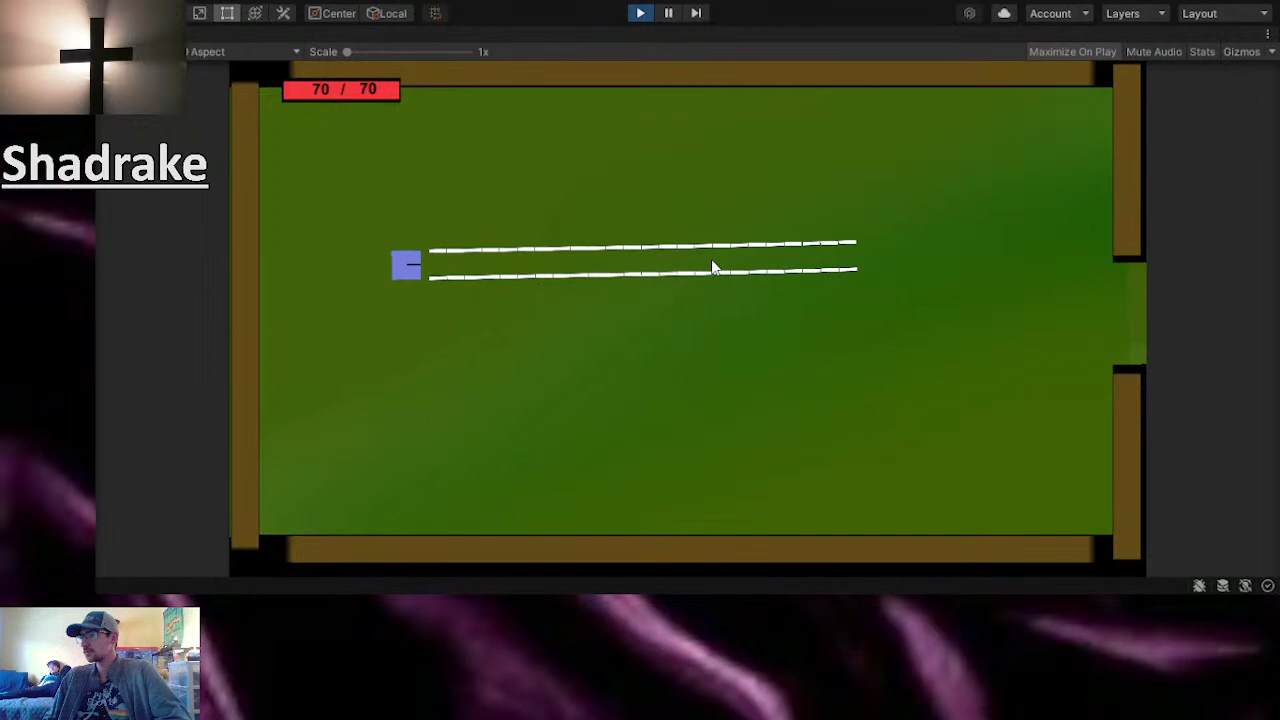 Center Local
Account Layers Layout
Aspect Scale 1x Maximize On Play Mute Audio Stats Gizmos
70 / 70
Shadrake